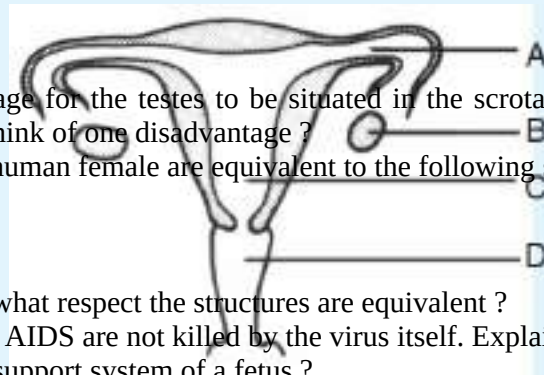 A
age for the testes to be situated in the scrota
hink of one disadvantage ?
B
human female are equivalent to the following
C
D
what respect the structures are equivalent ?
AIDS are not killed by the virus itself. Explai
support system of a fetus ?